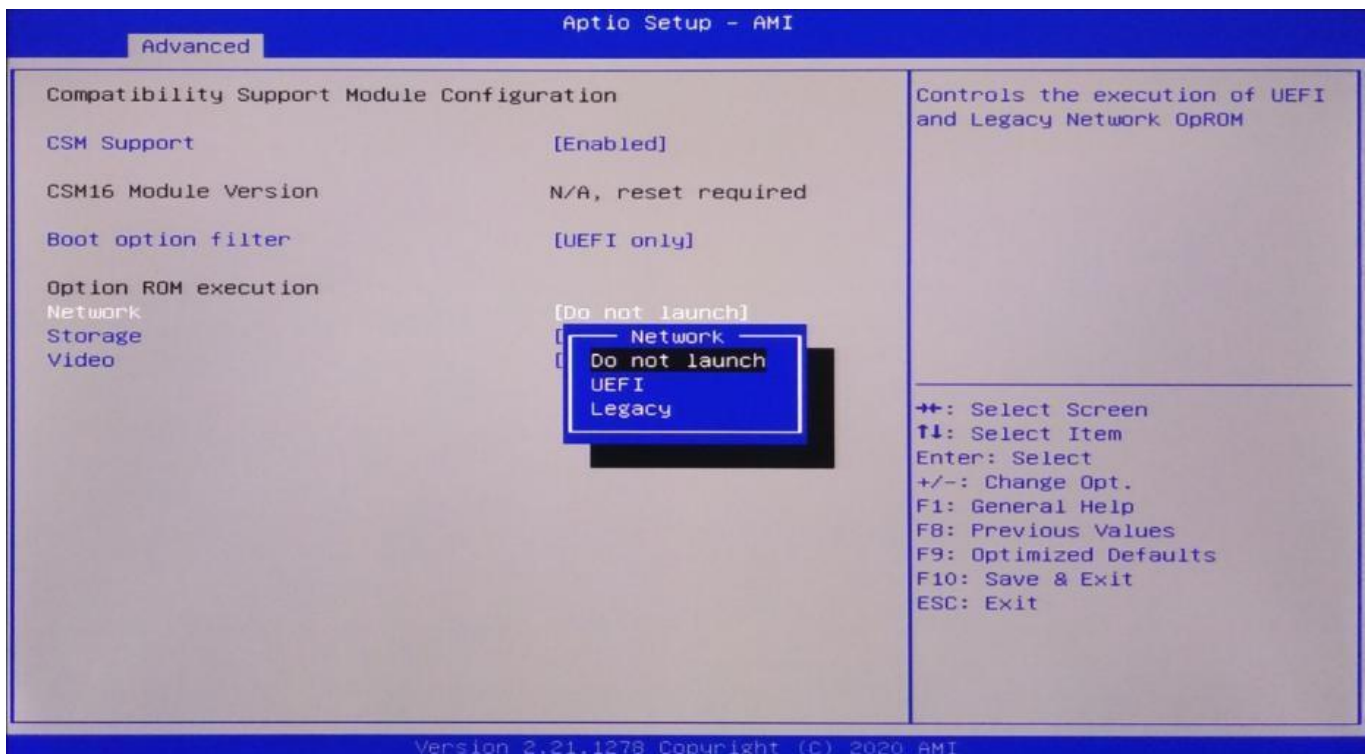 Aptio Setup - AMI
Advanced
Compatibility Support Module Configuration
CSM Support [Enabled]
CSM16 Module Version N/A, reset required
Boot option filter [UEFI only]
Option ROM execution
Network [Do not launch]
Storage [
Video [
Network
Do not launch
UEFI
Legacy
Controls the execution of UEFI
and Legacy Network OpROM
→←: Select Screen
↑↓: Select Item
Enter: Select
+/-: Change Opt.
F1: General Help
F8: Previous Values
F9: Optimized Defaults
F10: Save & Exit
ESC: Exit
Version 2.21.1278 Copyright (C) 2020 AMI